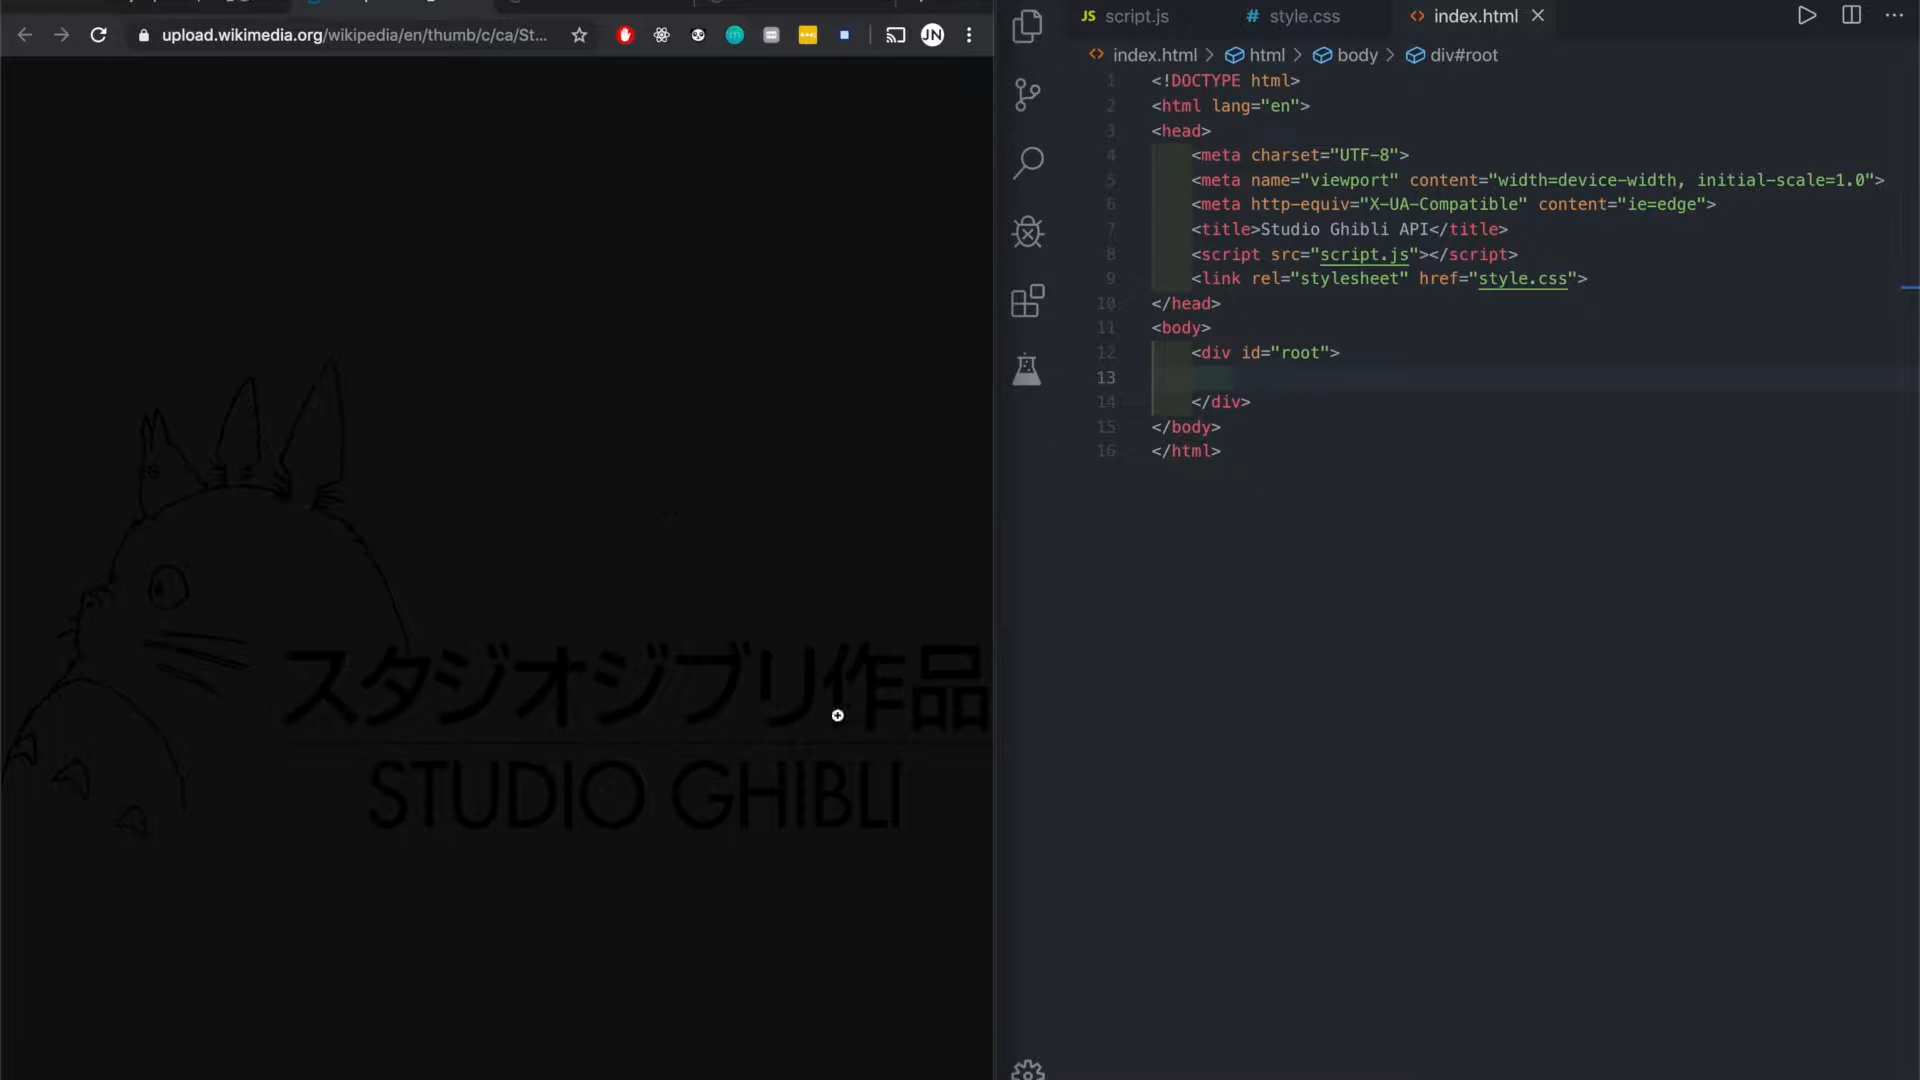 upload.wikimedia.org/wikipedia/en/thumb/c/ca/St...
JN
スタジオジブリ作品
STUDIO GHIBLI
JS script.js
# style.css
<> index.html
<> index.html > html > body > div#root
1 <!DOCTYPE html>
2 <html lang="en">
3 <head>
4 <meta charset="UTF-8">
5 <meta name="viewport" content="width=device-width, initial-scale=1.0">
6 <meta http-equiv="X-UA-Compatible" content="ie=edge">
7 <title>Studio Ghibli API</title>
8 <script src="script.js"></script>
9 <link rel="stylesheet" href="style.css">
10 </head>
11 <body>
12 <div id="root">
13
14 </div>
15 </body>
16 </html>